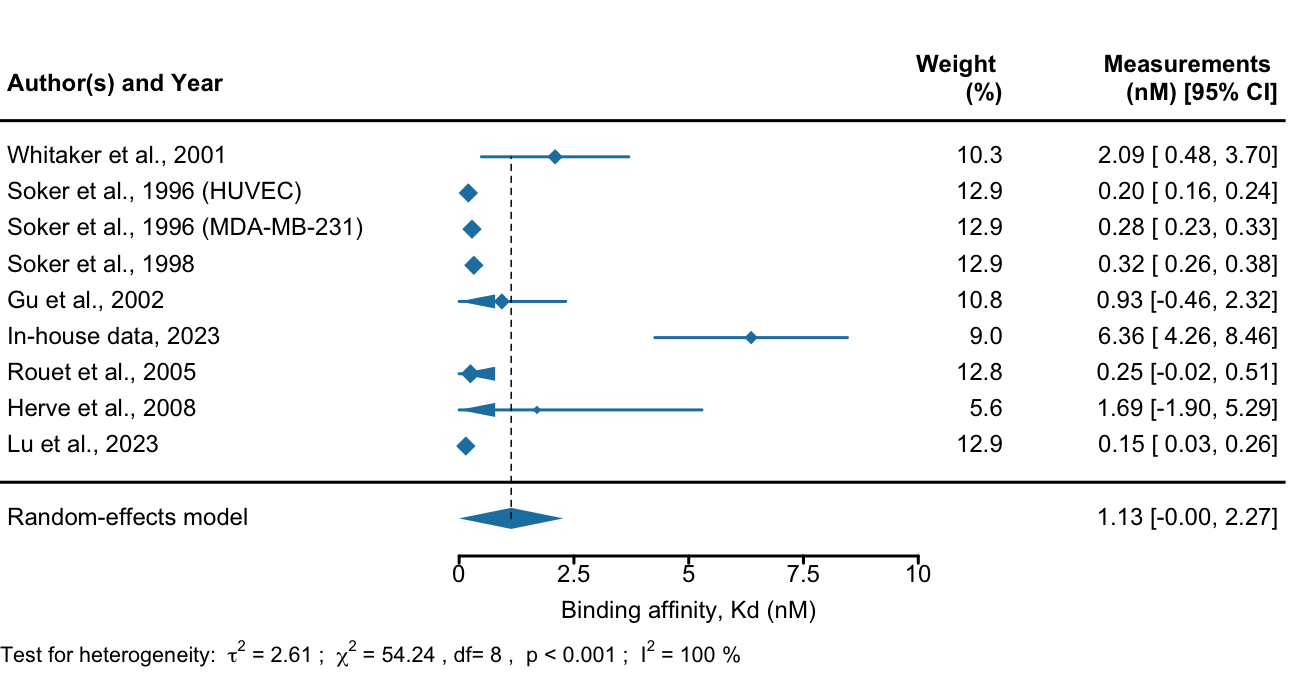 Author(s) and Year Weight (%) Measurements (nM) [95% CI]
Whitaker et al., 2001 10.3 2.09 [ 0.48, 3.70]
Soker et al., 1996 (HUVEC) 12.9 0.20 [ 0.16, 0.24]
Soker et al., 1996 (MDA-MB-231) 12.9 0.28 [ 0.23, 0.33]
Soker et al., 1998 12.9 0.32 [ 0.26, 0.38]
Gu et al., 2002 10.8 0.93 [-0.46, 2.32]
In-house data, 2023 9.0 6.36 [ 4.26, 8.46]
Rouet et al., 2005 12.8 0.25 [-0.02, 0.51]
Herve et al., 2008 5.6 1.69 [-1.90, 5.29]
Lu et al., 2023 12.9 0.15 [ 0.03, 0.26]
Random-effects model 1.13 [-0.00, 2.27]
0 2.5 5 7.5 10
Binding affinity, Kd (nM)
Test for heterogeneity: τ² = 2.61 ; χ² = 54.24 , df= 8 , p < 0.001 ; I² = 100 %